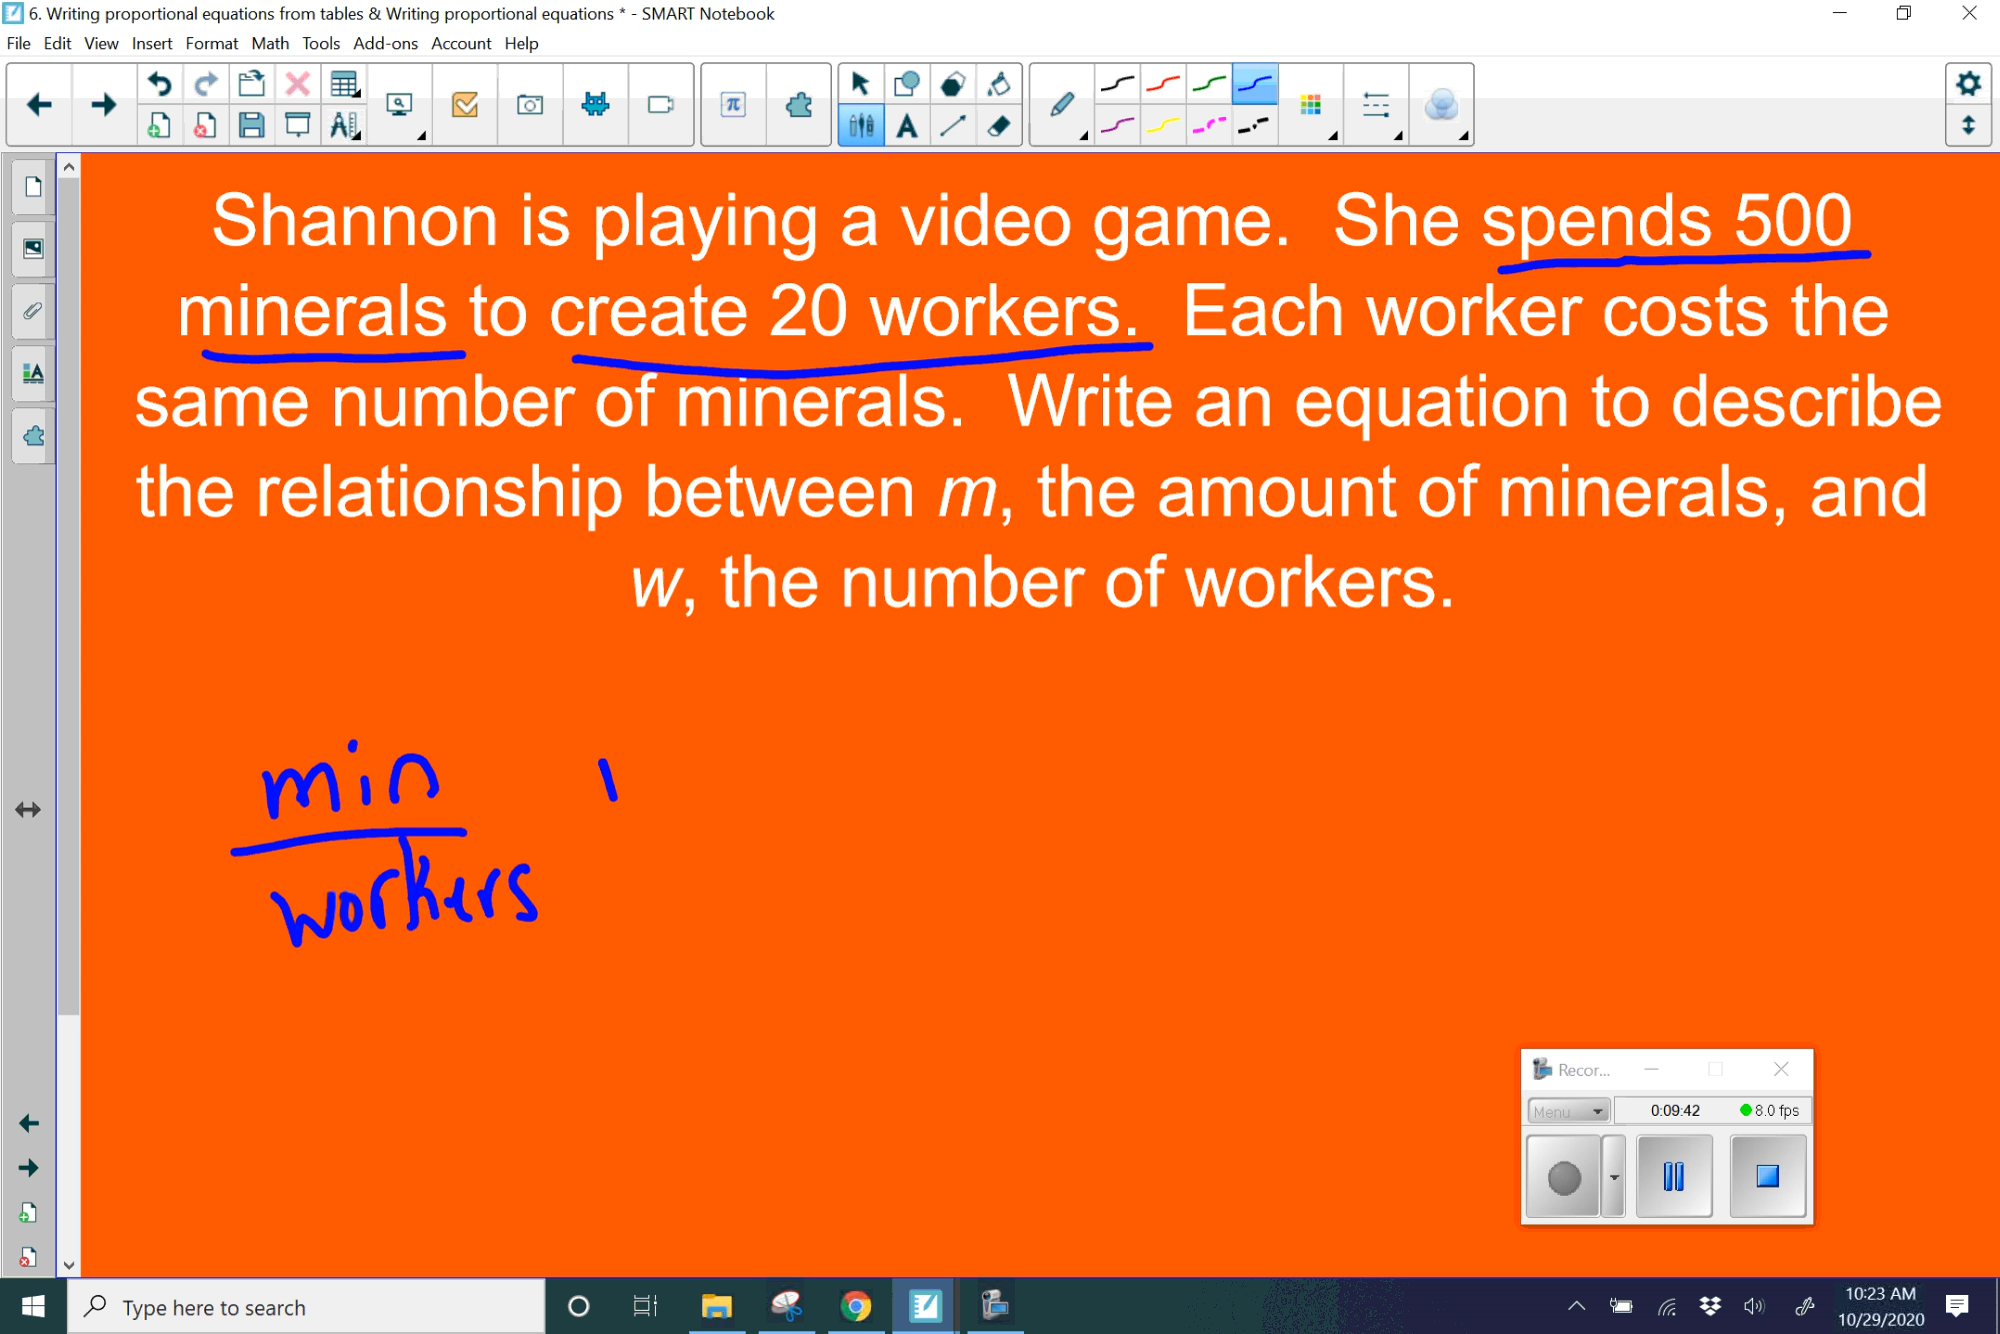 6. Writing proportional equations from tables & Writing proportional equations * - SMART Notebook
File Edit View Insert Format Math Tools Add-ons Account Help
Shannon is playing a video game. She spends 500
minerals to create 20 workers. Each worker costs the
same number of minerals. Write an equation to describe
the relationship between m, the amount of minerals, and
w, the number of workers.
min
workers
Recor...
Menu 0:09:42 8.0 fps
Type here to search
10:23 AM
10/29/2020